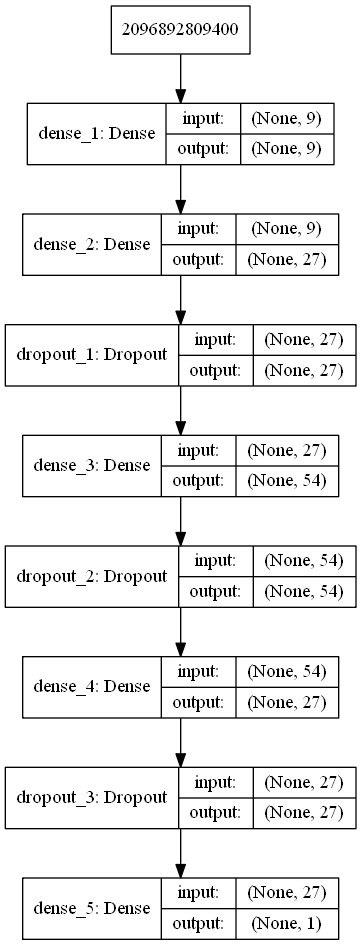 2096892809400
dense_1: Dense input: (None, 9)
output: (None, 9)
dense_2: Dense input: (None, 9)
output: (None, 27)
dropout_1: Dropout input: (None, 27)
output: (None, 27)
dense_3: Dense input: (None, 27)
output: (None, 54)
dropout_2: Dropout input: (None, 54)
output: (None, 54)
dense_4: Dense input: (None, 54)
output: (None, 27)
dropout_3: Dropout input: (None, 27)
output: (None, 27)
dense_5: Dense input: (None, 27)
output: (None, 1)